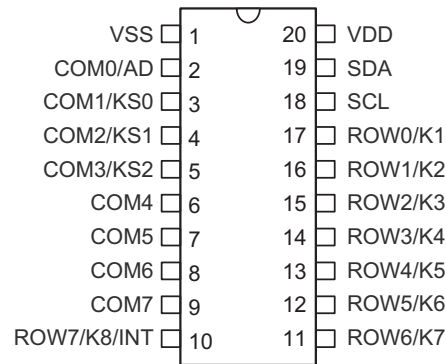 VSS 1 20 VDD
COM0/AD 2 19 SDA
COM1/KS0 3 18 SCL
COM2/KS1 4 17 ROW0/K1
COM3/KS2 5 16 ROW1/K2
COM4 6 15 ROW2/K3
COM5 7 14 ROW3/K4
COM6 8 13 ROW4/K5
COM7 9 12 ROW5/K6
ROW7/K8/INT 10 11 ROW6/K7